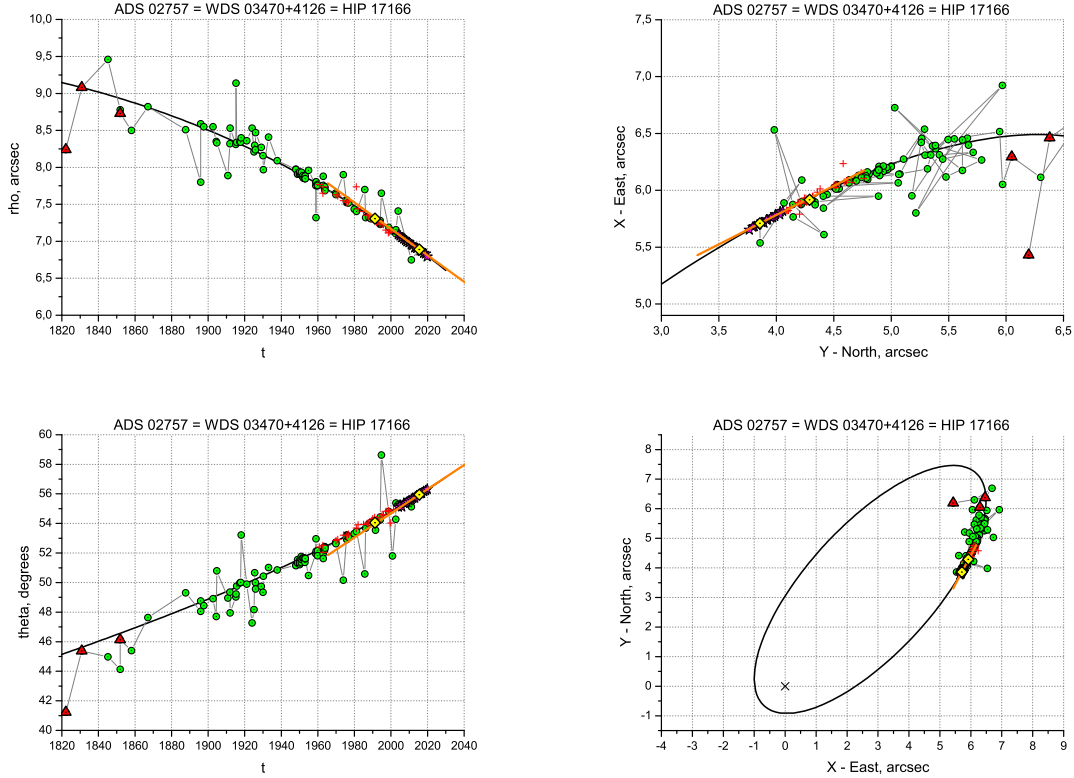 ADS 02757 = WDS 03470+4126 = HIP 17166
10,0
9,5
9,0
8,5
8,0
7,5
7,0
6,5
6,0
rho, arcsec
1820 1840 1860 1880 1900 1920 1940 1960 1980 2000 2020 2040
t
ADS 02757 = WDS 03470+4126 = HIP 17166
7,5
7,0
6,5
6,0
5,5
5,0
X - East, arcsec
3,0 3,5 4,0 4,5 5,0 5,5 6,0 6,5
Y - North, arcsec
ADS 02757 = WDS 03470+4126 = HIP 17166
60
58
56
54
52
50
48
46
44
42
40
theta, degrees
1820 1840 1860 1880 1900 1920 1940 1960 1980 2000 2020 2040
t
ADS 02757 = WDS 03470+4126 = HIP 17166
8
7
6
5
4
3
2
1
0
-1
Y - North, arcsec
-4 -3 -2 -1 0 1 2 3 4 5 6 7 8 9
X - East, arcsec